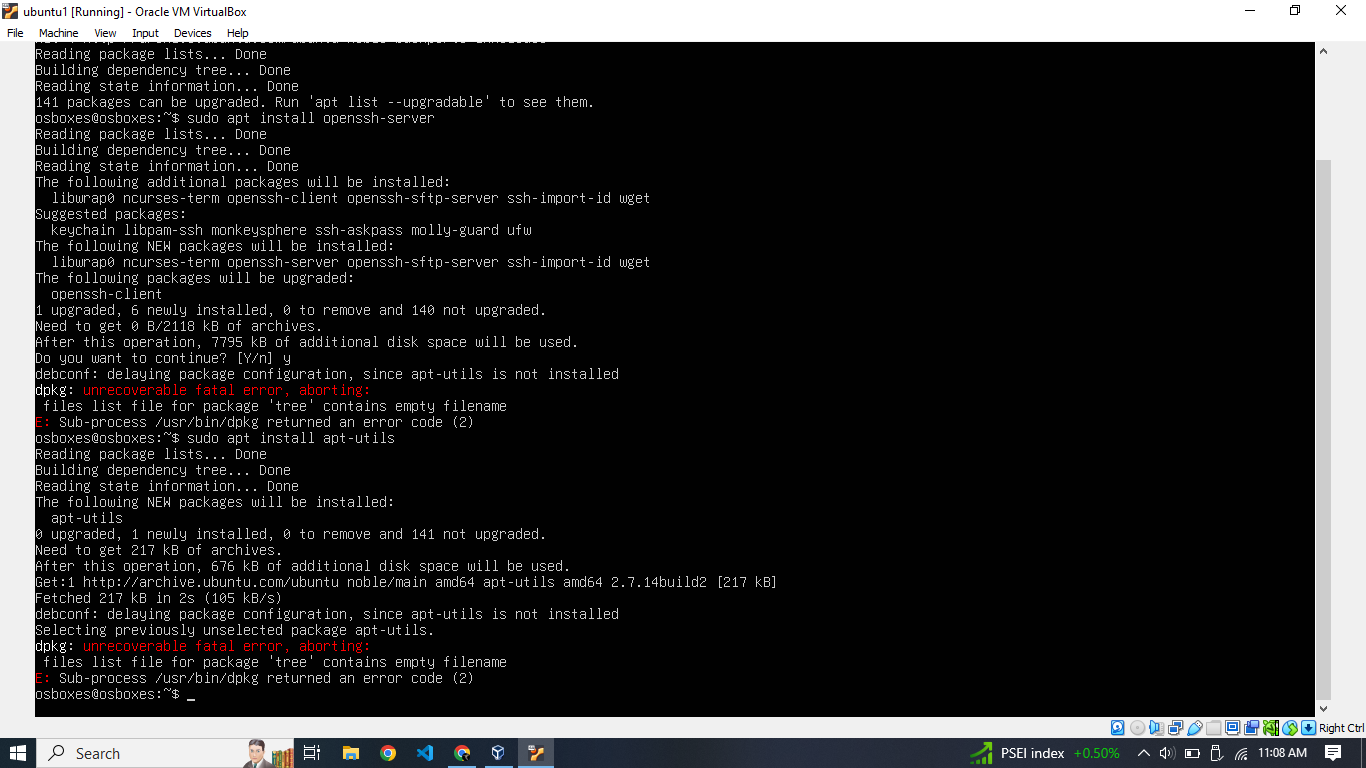 ubuntu1 [Running] - Oracle VM VirtualBox
File Machine View Input Devices Help
Reading package lists... Done
Building dependency tree... Done
Reading state information... Done
141 packages can be upgraded. Run 'apt list --upgradable' to see them.
osboxes@osboxes:~$ sudo apt install openssh-server
Reading package lists... Done
Building dependency tree... Done
Reading state information... Done
The following additional packages will be installed:
  libwrap0 ncurses-term openssh-client openssh-sftp-server ssh-import-id wget
Suggested packages:
  keychain libpam-ssh monkeysphere ssh-askpass molly-guard ufw
The following NEW packages will be installed:
  libwrap0 ncurses-term openssh-server openssh-sftp-server ssh-import-id wget
The following packages will be upgraded:
  openssh-client
1 upgraded, 6 newly installed, 0 to remove and 140 not upgraded.
Need to get 0 B/2118 kB of archives.
After this operation, 7795 kB of additional disk space will be used.
Do you want to continue? [Y/n] y
debconf: delaying package configuration, since apt-utils is not installed
dpkg: unrecoverable fatal error, aborting:
 files list file for package 'tree' contains empty filename
E: Sub-process /usr/bin/dpkg returned an error code (2)
osboxes@osboxes:~$ sudo apt install apt-utils
Reading package lists... Done
Building dependency tree... Done
Reading state information... Done
The following NEW packages will be installed:
  apt-utils
0 upgraded, 1 newly installed, 0 to remove and 141 not upgraded.
Need to get 217 kB of archives.
After this operation, 676 kB of additional disk space will be used.
Get:1 http://archive.ubuntu.com/ubuntu noble/main amd64 apt-utils amd64 2.7.14build2 [217 kB]
Fetched 217 kB in 2s (105 kB/s)
debconf: delaying package configuration, since apt-utils is not installed
Selecting previously unselected package apt-utils.
dpkg: unrecoverable fatal error, aborting:
 files list file for package 'tree' contains empty filename
E: Sub-process /usr/bin/dpkg returned an error code (2)
osboxes@osboxes:~$ _
Right Ctrl
Search
PSEI index +0.50%
11:08 AM